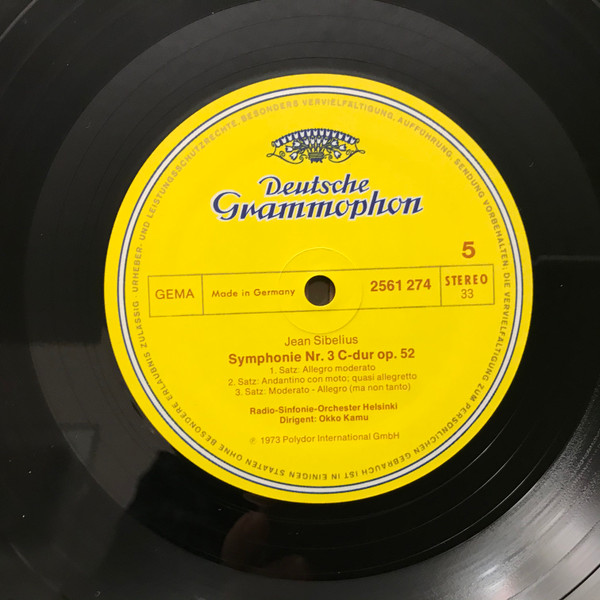 URHEBER- UND LEISTUNGSSCHUTZRECHTE, BESONDERS VERVIELFÄLTIGUNG, AUFFÜHRUNG, SENDUNG VORBEHALTEN; DIE VERVIELFÄLTIGUNG ZUM PERSÖNLICHEN GEBRAUCH IST IN EINIGEN STAATEN OHNE BESONDERE ERLAUBNIS ZULÄSSIG ·
Deutsche
Grammophon
5
GEMA
Made in Germany
2561 274
STEREO
33
Jean Sibelius
Symphonie Nr. 3 C-dur op. 52
1. Satz: Allegro moderato
2. Satz: Andantino con moto; quasi allegretto
3. Satz: Moderato - Allegro (ma non tanto)
Radio-Sinfonie-Orchester Helsinki
Dirigent: Okko Kamu
℗ 1973 Polydor International GmbH